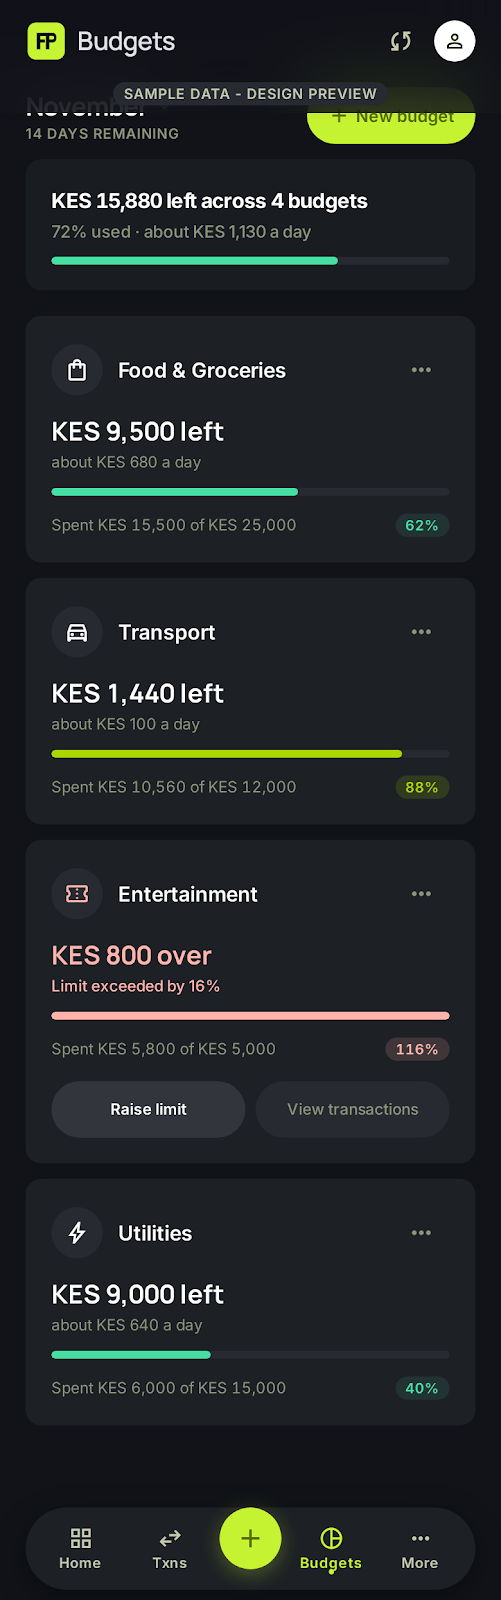 FP Budgets
SAMPLE DATA - DESIGN PREVIEW
November
+ New budget
14 DAYS REMAINING
KES 15,880 left across 4 budgets
72% used · about KES 1,130 a day
Food & Groceries
KES 9,500 left
about KES 680 a day
Spent KES 15,500 of KES 25,000
62%
Transport
KES 1,440 left
about KES 100 a day
Spent KES 10,560 of KES 12,000
88%
Entertainment
KES 800 over
Limit exceeded by 16%
Spent KES 5,800 of KES 5,000
116%
Raise limit
View transactions
Utilities
KES 9,000 left
about KES 640 a day
Spent KES 6,000 of KES 15,000
40%
Home
Txns
Budgets
More